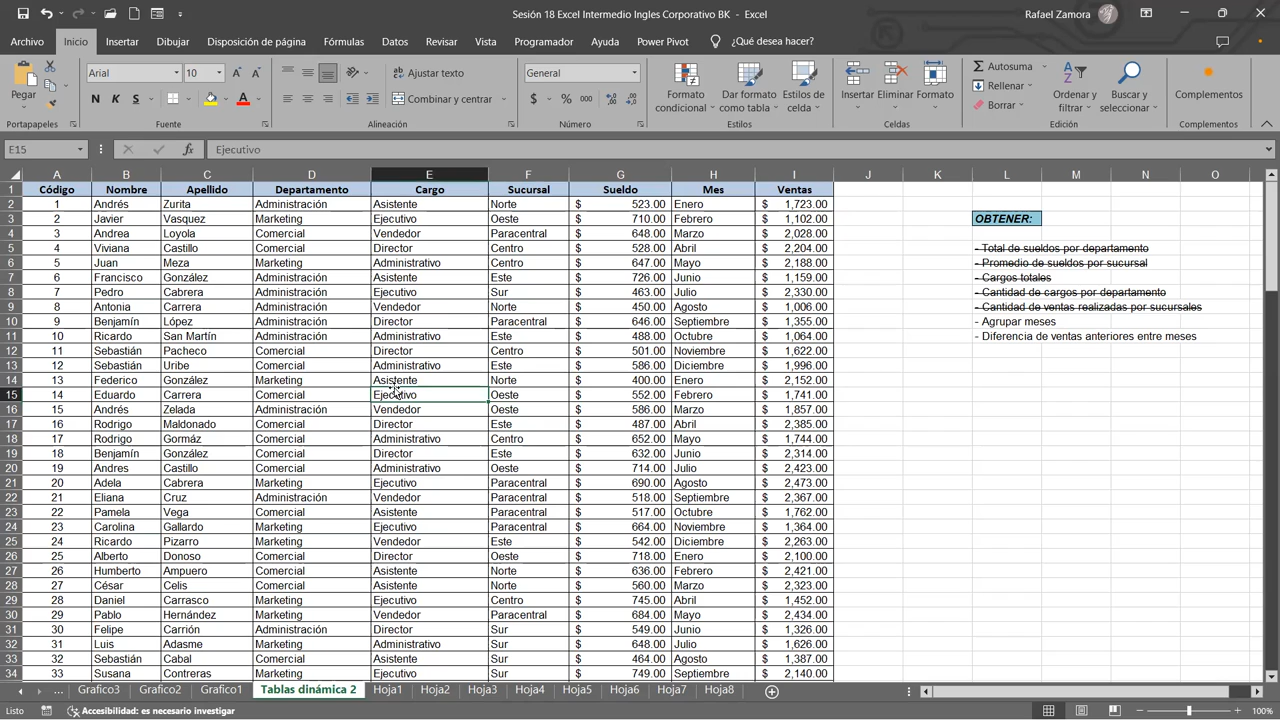 Sesión 18 Excel Intermedio Ingles Corporativo BK - Excel
Rafael Zamora
Archivo Inicio Insertar Dibujar Disposición de página Fórmulas Datos Revisar Vista Programador Ayuda Power Pivot ¿Qué desea hacer?
Pegar
Arial 10
N K S
Ajustar texto
Combinar y centrar
General
$ % 000
Formato condicional
Dar formato como tabla
Estilos de celda
Insertar Eliminar Formato
Autosuma
Rellenar
Borrar
Ordenar y filtrar
Buscar y seleccionar
Complementos
Portapapeles Fuente Alineación Número Estilos Celdas Edición Complementos
E15 fx Ejecutivo
A B C D E F G H I J K L M N O
1 Código Nombre Apellido Departamento Cargo Sucursal Sueldo Mes Ventas
2 1 Andrés Zurita Administración Asistente Norte $ 523.00 Enero $ 1,723.00
3 2 Javier Vasquez Marketing Ejecutivo Oeste $ 710.00 Febrero $ 1,102.00 OBTENER:
4 3 Andrea Loyola Comercial Vendedor Paracentral $ 648.00 Marzo $ 2,028.00
5 4 Viviana Castillo Comercial Director Centro $ 528.00 Abril $ 2,204.00 - Total de sueldos por departamento
6 5 Juan Meza Marketing Administrativo Centro $ 647.00 Mayo $ 2,188.00 - Promedio de sueldos por sucursal
7 6 Francisco González Administración Asistente Este $ 726.00 Junio $ 1,159.00 - Cargos totales
8 7 Pedro Cabrera Administración Ejecutivo Sur $ 463.00 Julio $ 2,330.00 - Cantidad de cargos por departamento
9 8 Antonia Carrera Administración Vendedor Norte $ 450.00 Agosto $ 1,006.00 - Cantidad de ventas realizadas por sucursales
10 9 Benjamín López Administración Director Paracentral $ 646.00 Septiembre $ 1,355.00 - Agrupar meses
11 10 Ricardo San Martín Administración Administrativo Este $ 488.00 Octubre $ 1,064.00 - Diferencia de ventas anteriores entre meses
12 11 Sebastián Pacheco Comercial Director Centro $ 501.00 Noviembre $ 1,622.00
13 12 Sebastián Uribe Comercial Administrativo Este $ 586.00 Diciembre $ 1,996.00
14 13 Federico González Marketing Asistente Norte $ 400.00 Enero $ 2,152.00
15 14 Eduardo Carrera Comercial Ejecutivo Oeste $ 552.00 Febrero $ 1,741.00
16 15 Andrés Zelada Administración Vendedor Oeste $ 586.00 Marzo $ 1,857.00
17 16 Rodrigo Maldonado Comercial Director Este $ 487.00 Abril $ 2,385.00
18 17 Rodrigo Gormáz Comercial Administrativo Centro $ 652.00 Mayo $ 1,744.00
19 18 Benjamín González Comercial Director Este $ 632.00 Junio $ 2,314.00
20 19 Andres Castillo Comercial Administrativo Oeste $ 714.00 Julio $ 2,423.00
21 20 Adela Cabrera Marketing Ejecutivo Paracentral $ 690.00 Agosto $ 2,473.00
22 21 Eliana Cruz Administración Vendedor Paracentral $ 518.00 Septiembre $ 2,367.00
23 22 Pamela Vega Comercial Asistente Paracentral $ 517.00 Octubre $ 1,762.00
24 23 Carolina Gallardo Marketing Ejecutivo Paracentral $ 664.00 Noviembre $ 1,364.00
25 24 Ricardo Pizarro Marketing Vendedor Este $ 542.00 Diciembre $ 2,263.00
26 25 Alberto Donoso Comercial Director Oeste $ 718.00 Enero $ 2,100.00
27 26 Humberto Ampuero Comercial Asistente Norte $ 636.00 Febrero $ 2,421.00
28 27 César Celis Comercial Asistente Norte $ 560.00 Marzo $ 2,323.00
29 28 Daniel Carrasco Marketing Ejecutivo Centro $ 745.00 Abril $ 1,452.00
30 29 Pablo Hernández Marketing Vendedor Paracentral $ 684.00 Mayo $ 2,434.00
31 30 Felipe Carrión Administración Director Sur $ 549.00 Junio $ 1,326.00
32 31 Luis Adasme Marketing Administrativo Sur $ 648.00 Julio $ 1,626.00
33 32 Sebastián Cabal Comercial Asistente Sur $ 464.00 Agosto $ 1,387.00
34 33 Susana Contreras Marketing Ejecutivo Sur $ 749.00 Septiembre $ 2,140.00
... Grafico3 Grafico2 Grafico1 Tablas dinámica 2 Hoja1 Hoja2 Hoja3 Hoja4 Hoja5 Hoja6 Hoja7 Hoja8
Listo Accesibilidad: es necesario investigar 100%